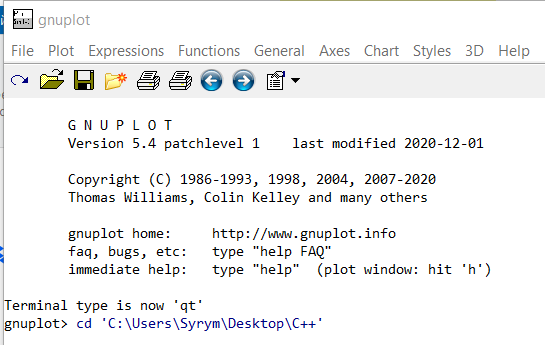 gnuplot
File Plot Expressions Functions General Axes Chart Styles 3D Help
G N U P L O T
Version 5.4 patchlevel 1    last modified 2020-12-01
Copyright (C) 1986-1993, 1998, 2004, 2007-2020
Thomas Williams, Colin Kelley and many others
gnuplot home:     http://www.gnuplot.info
faq, bugs, etc:   type "help FAQ"
immediate help:   type "help"  (plot window: hit 'h')
Terminal type is now 'qt'
gnuplot> cd 'C:\Users\Syrym\Desktop\C++'